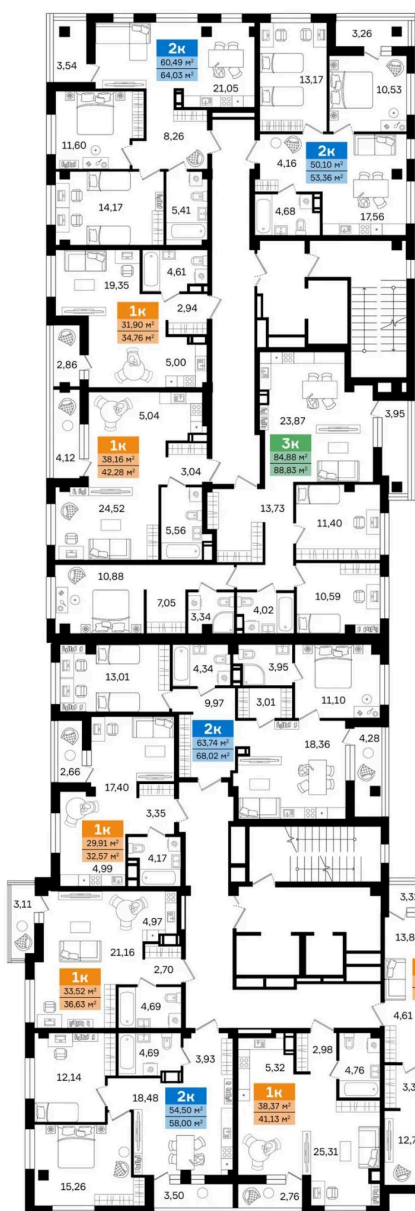 2к
60,49 м²
64,03 м²
3,54
21,05
13,17
3,26
10,53
11,60
8,26
4,16
2к
50,10 м²
53,36 м²
14,17
5,41
4,68
17,56
19,35
4,61
1к
31,90 м²
34,76 м²
2,94
2,86
5,00
5,04
23,87
3,95
4,12
1к
38,16 м²
42,28 м²
3,04
3к
84,88 м²
88,83 м²
24,52
5,56
13,73
11,40
10,88
7,05
3,34
4,02
10,59
13,01
4,34
3,95
11,10
9,97
3,01
2к
63,74 м²
68,02 м²
4,28
18,36
2,66
17,40
3,35
1к
29,91 м²
32,57 м²
4,17
4,99
3,11
4,97
21,16
1к
33,52 м²
36,63 м²
2,70
4,69
4,61
4,69
3,93
5,32
2,98
4,76
12,14
18,48
2к
54,50 м²
58,00 м²
1к
38,37 м²
41,13 м²
25,31
15,26
3,50
2,76